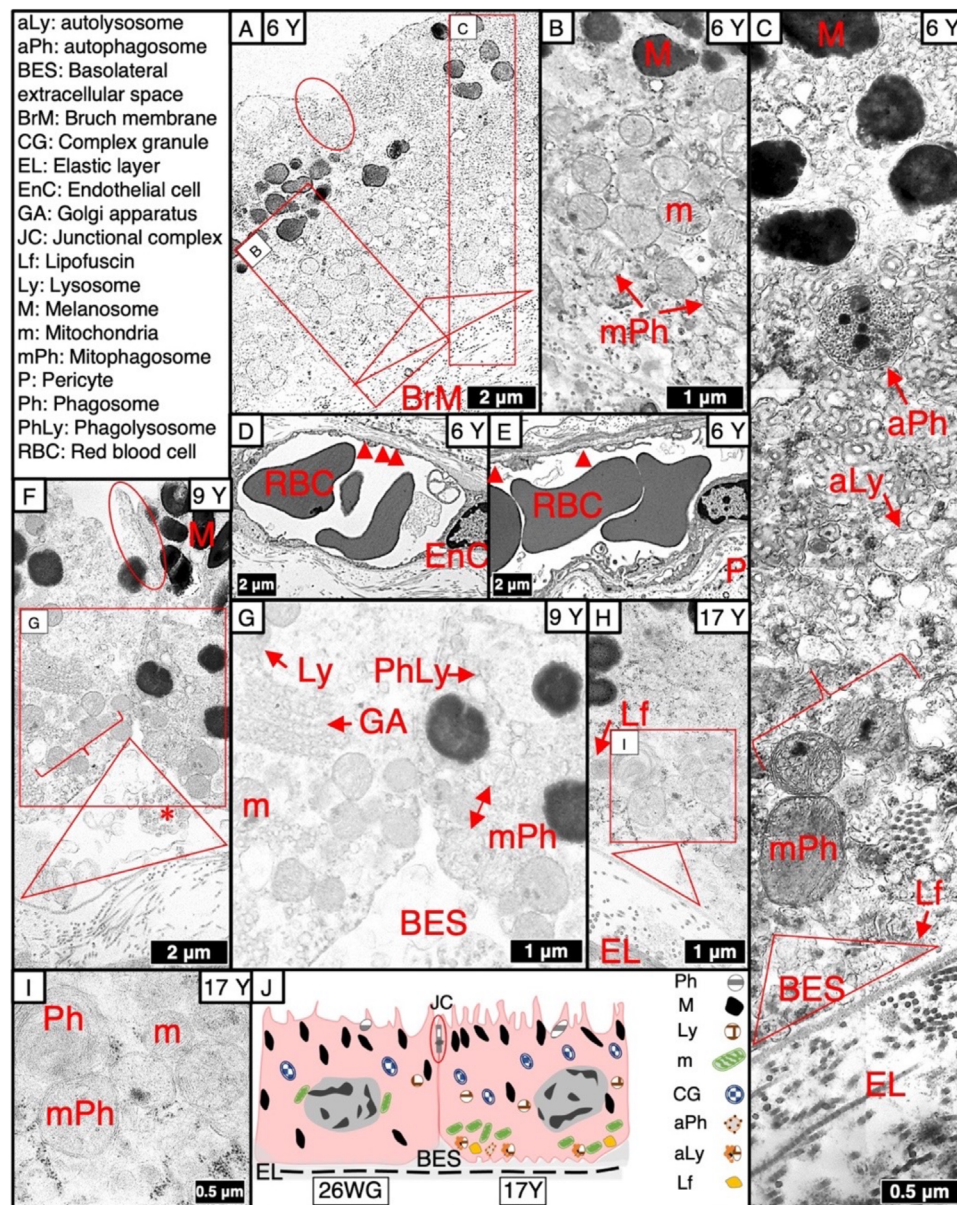 aLy: autolysosome
aPh: autophagosome
BES: Basolateral
extracellular space
BrM: Bruch membrane
CG: Complex granule
EL: Elastic layer
EnC: Endothelial cell
GA: Golgi apparatus
JC: Junctional complex
Lf: Lipofuscin
Ly: Lysosome
M: Melanosome
m: Mitochondria
mPh: Mitophagosome
P: Pericyte
Ph: Phagosome
PhLy: Phagolysosome
RBC: Red blood cell
A 6 Y
C
B
BrM
2 µm
B 6 Y
M
m
mPh
1 µm
C 6 Y
M
aPh
aLy
mPh
Lf
BES
EL
0.5 µm
D 6 Y
RBC
EnC
2 µm
E 6 Y
RBC
P
2 µm
F 9 Y
M
G
*
2 µm
G 9 Y
Ly
PhLy
GA
m
mPh
BES
1 µm
H 17 Y
Lf
I
EL
1 µm
I 17 Y
Ph
m
mPh
0.5 µm
J
JC
EL
BES
26WG
17Y
Ph
M
Ly
m
CG
aPh
aLy
Lf